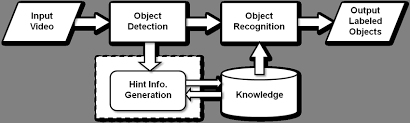 Input
Video
Object
Detection
Object
Recognition
Output
Labeled
Objects
Hint Info.
Generation
Knowledge